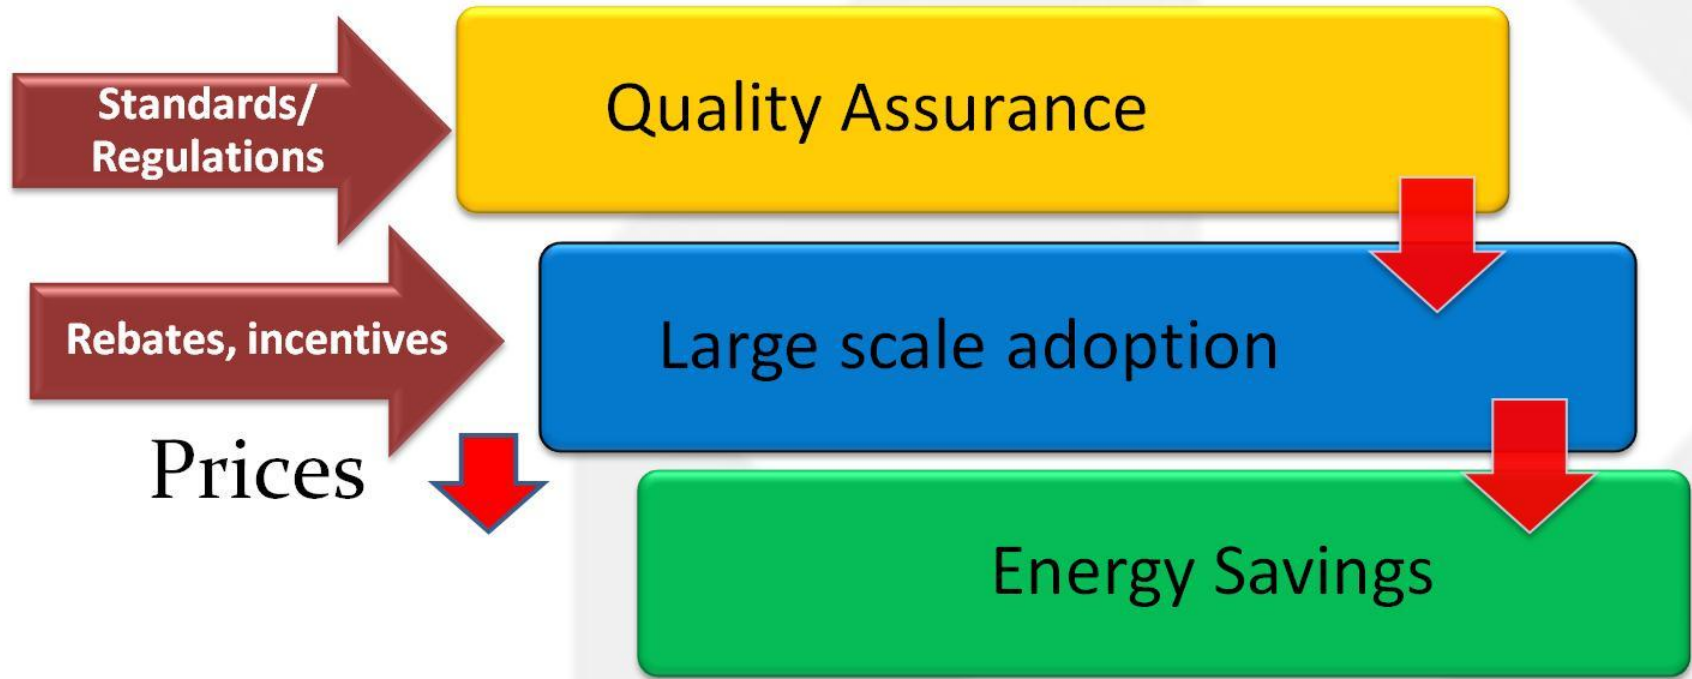 Standards/
Regulations
Quality Assurance
Rebates, incentives
Large scale adoption
Prices
Energy Savings